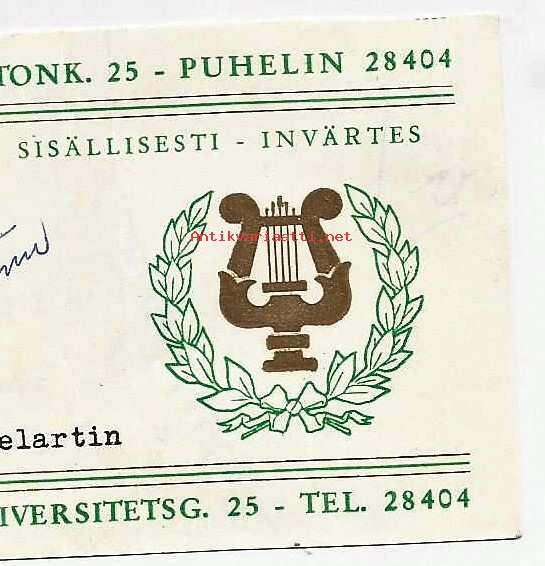 TONK. 25 - PUHELIN 28404
SISÄLLISESTI - INVÄRTES
Antikvariaatti.net
elartin
IVERSITETSG. 25 - TEL. 28404